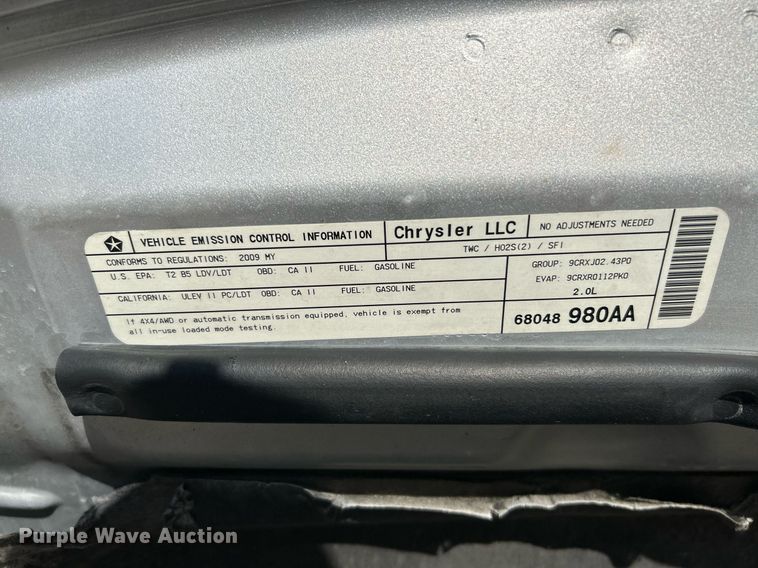 VEHICLE EMISSION CONTROL INFORMATION
Chrysler LLC
NO ADJUSTMENTS NEEDED
CONFORMS TO REGULATIONS: 2009 MY
TWC / HO2S(2) / SFI
U.S. EPA: T2 B5 LDV/LDT OBD: CA II FUEL: GASOLINE
GROUP: 9CRXJ02.43P0
CALIFORNIA: ULEV II PC/LDT OBD: CA II FUEL: GASOLINE
EVAP: 9CRXR0112PK0
2.0L
If 4X4/AWD or automatic transmission equipped, vehicle is exempt from
all in-use loaded mode testing.
68048 980AA
Purple Wave Auction